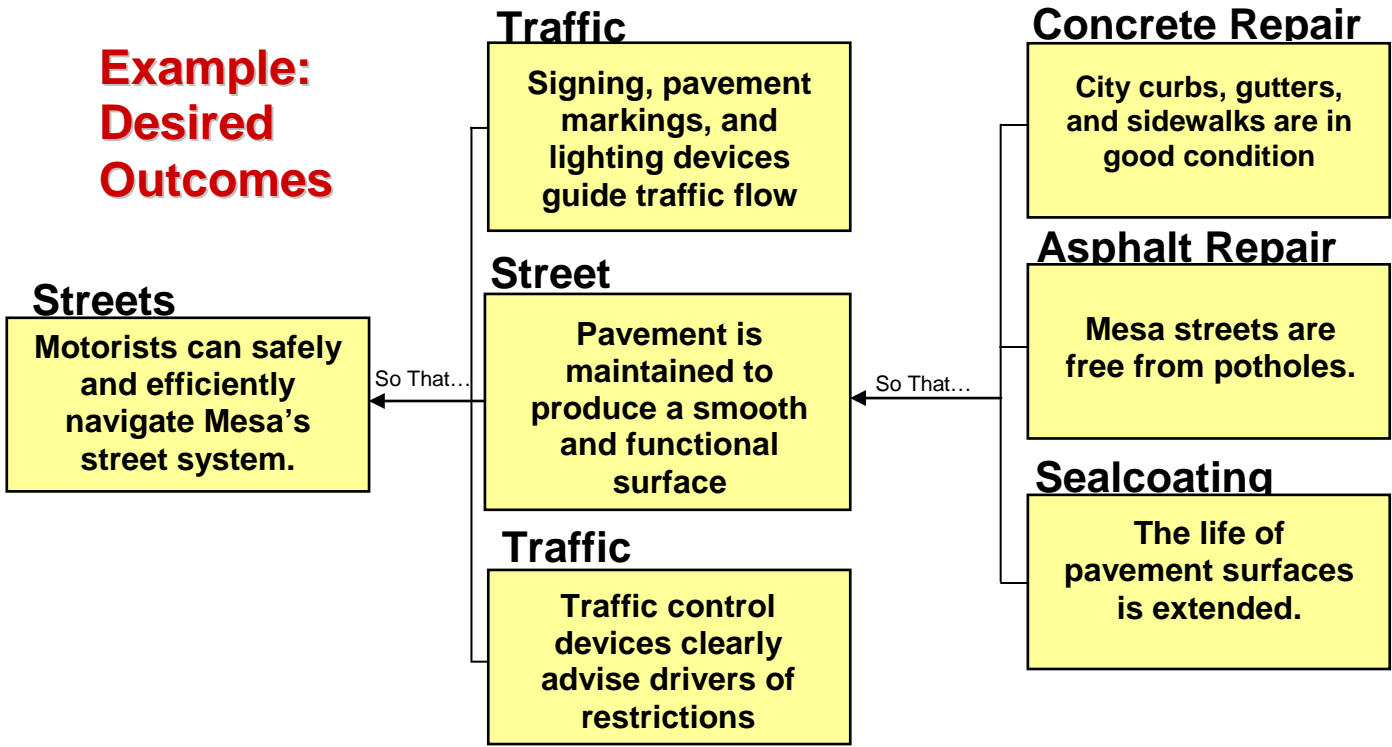 Example:
Desired
Outcomes
Streets
Motorists can safely
and efficiently
navigate Mesa’s
street system.
So That…
Traffic
Signing, pavement
markings, and
lighting devices
guide traffic flow
Street
Pavement is
maintained to
produce a smooth
and functional
surface
Traffic
Traffic control
devices clearly
advise drivers of
restrictions
So That…
Concrete Repair
City curbs, gutters,
and sidewalks are in
good condition
Asphalt Repair
Mesa streets are
free from potholes.
Sealcoating
The life of
pavement surfaces
is extended.